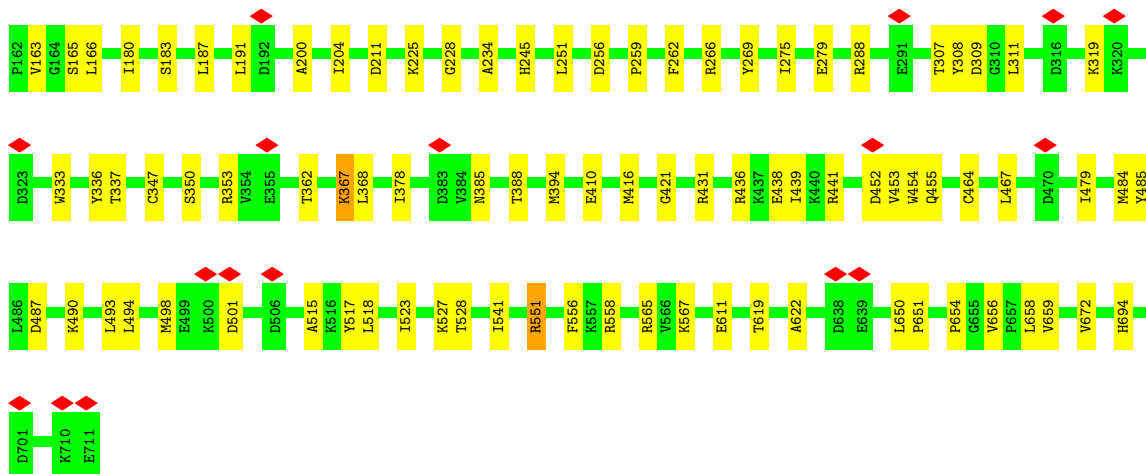 P162 V163 G164 S165 L166 I180 S183 L187 L191 D192 A200 I204 D211 K225 G228 A234 H245 L251 D256 P259 F262 R266 Y269 I275 E279 R288 E291 T307 Y308 D309 G310 L311 D316 K319 K320
D323 W333 Y336 T337 C347 S350 R353 V354 E355 T362 K367 L368 I378 D383 V384 N385 T388 M394 E410 M416 G421 R431 R436 K437 E438 I439 K440 R441 D452 V453 W454 Q455 C464 L467 D470 I479 M484 Y485
L486 D487 K490 L493 L494 M498 E499 K500 D501 D506 A515 K516 Y517 L518 I523 K527 T528 I541 R551 F556 K557 R558 R565 V566 K567 E611 T619 A622 D638 E639 L650 P651 P654 G655 V656 P657 L658 V659 V672 H694
D701 K710 E711